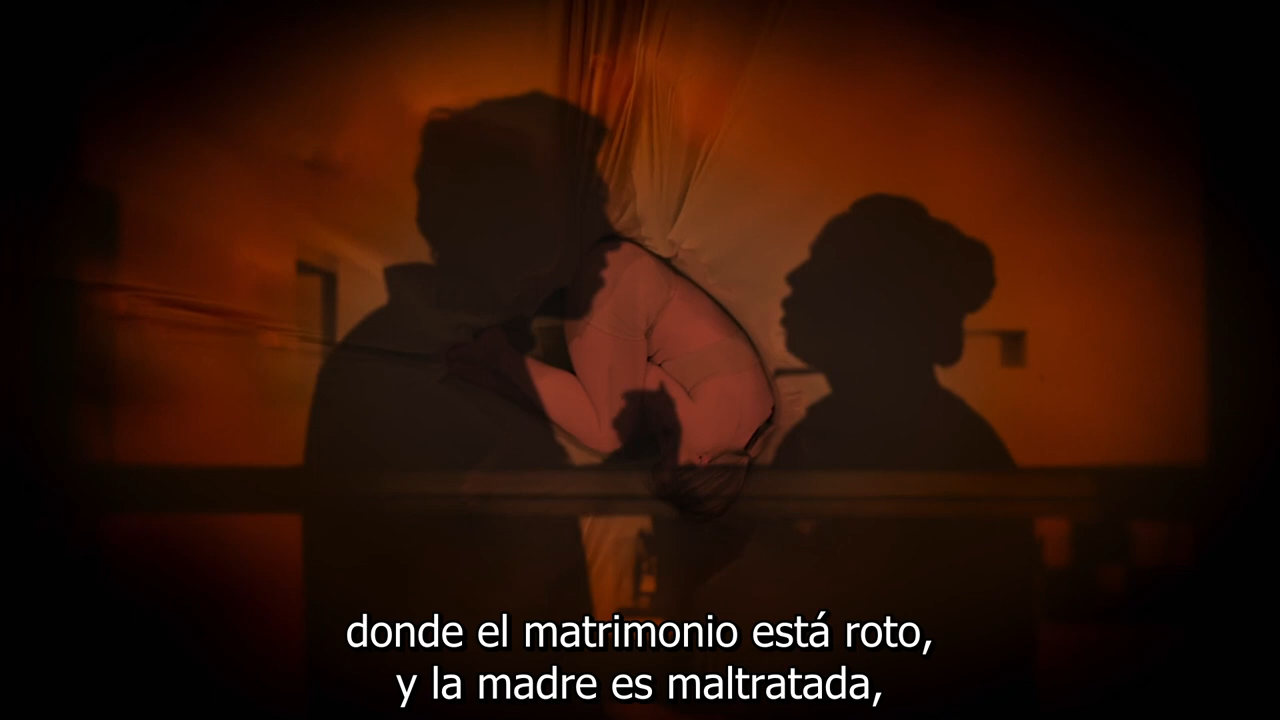 donde el matrimonio está roto,
y la madre es maltratada,